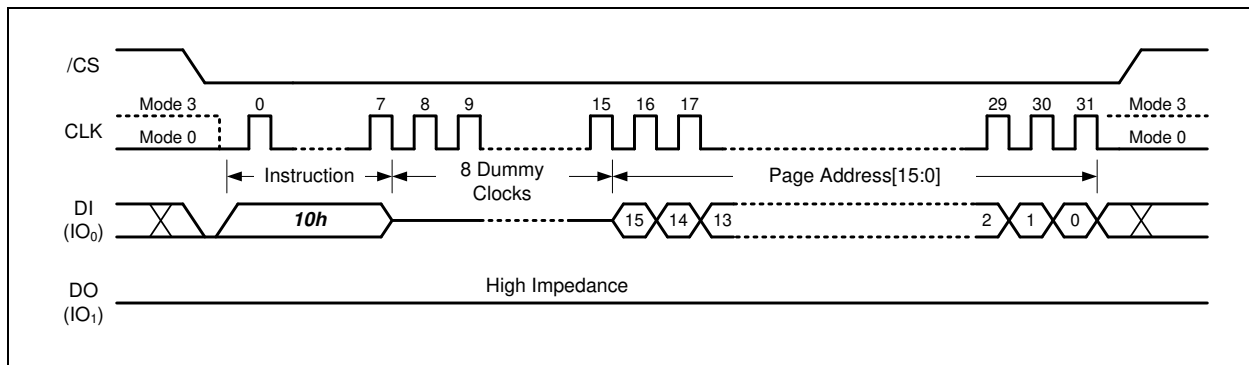 /CS
Mode 3 0 7 8 9 15 16 17 29 30 31 Mode 3
CLK Mode 0 Mode 0
Instruction 8 Dummy Clocks Page Address[15:0]
DI (IO0) 10h 15 14 13 2 1 0
DO (IO1) High Impedance